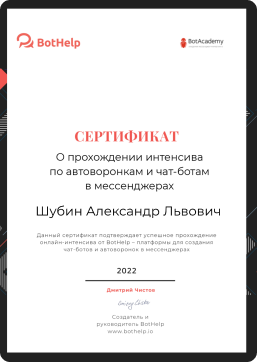 BotHelp
BotAcademy
СЕРТИФИКАТ
О прохождении интенсива
по автоворонкам и чат-ботам
в мессенджерах
Шубин Александр Львович
Данный сертификат подтверждает успешное прохождение
онлайн-интенсива от BotHelp – платформы для создания
чат-ботов и автоворонок в мессенджерах
2022
Дмитрий Чистов
Создатель и
руководитель BotHelp
www.bothelp.io